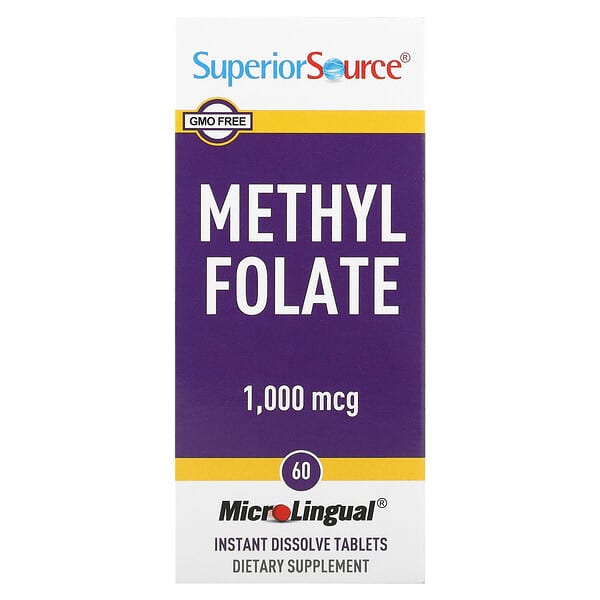 SuperiorSource®
GMO FREE
METHYL
FOLATE
1,000 mcg
60
MicroLingual®
INSTANT DISSOLVE TABLETS
DIETARY SUPPLEMENT